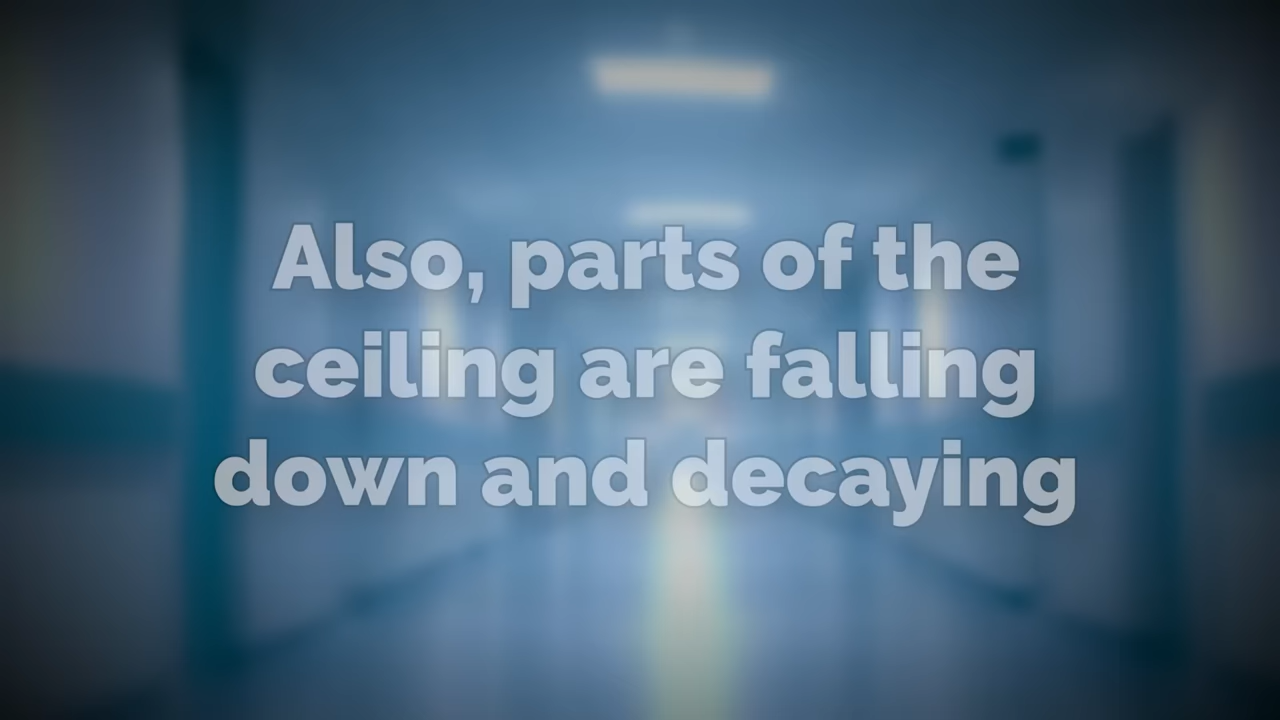 Also, parts of the
ceiling are falling
down and decaying